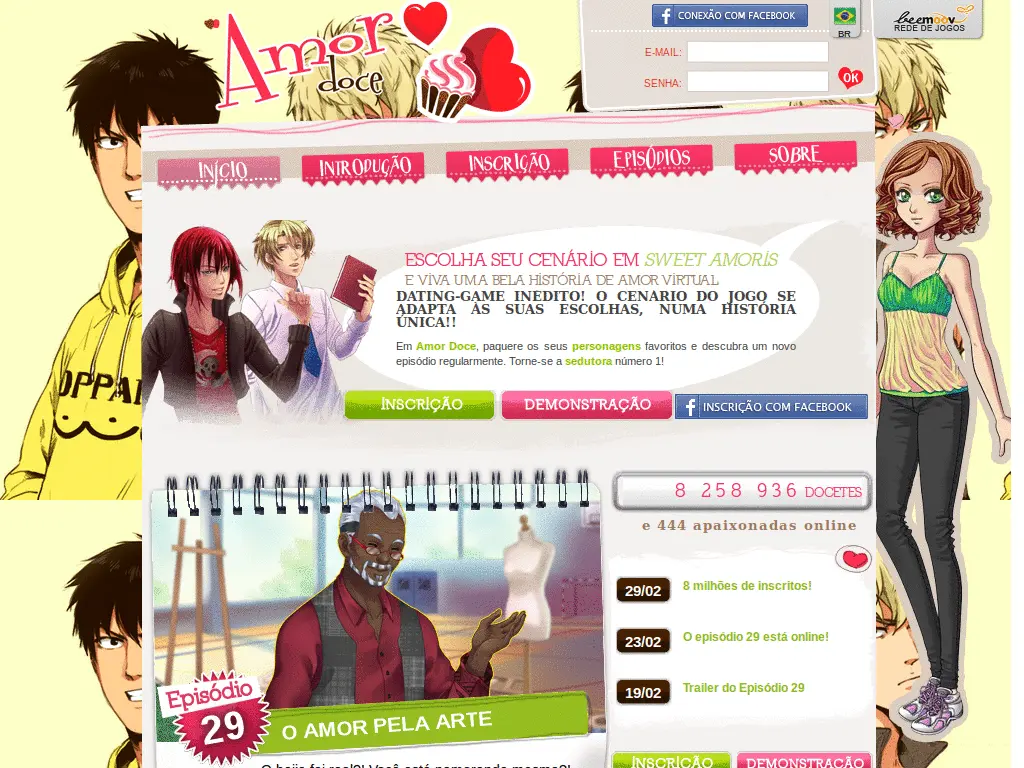 Amor
doce
CONEXÃO COM FACEBOOK
BR
beemoov
REDE DE JOGOS
E-MAIL:
SENHA:
OK
INÍCIO
INTRODUÇÃO
INSCRIÇÃO
EPISÓDIOS
SOBRE
ESCOLHA SEU CENÁRIO EM SWEET AMORIS
E VIVA UMA BELA HISTÓRIA DE AMOR VIRTUAL
DATING-GAME INÉDITO! O CENÁRIO DO JOGO SE
ADAPTA ÀS SUAS ESCOLHAS, NUMA HISTÓRIA
ÚNICA!!
Em Amor Doce, paquere os seus personagens favoritos e descubra um novo
episódio regularmente. Torne-se a sedutora número 1!
INSCRIÇÃO
DEMONSTRAÇÃO
INSCRIÇÃO COM FACEBOOK
OPPAI
8 258 936 DOCETES
e 444 apaixonadas online
29/02
8 milhões de inscritos!
23/02
O episódio 29 está online!
19/02
Trailer do Episódio 29
Episódio
29
O AMOR PELA ARTE
O beijo foi real?! Você está namorando mesmo?!
INSCRIÇÃO
DEMONSTRAÇÃO